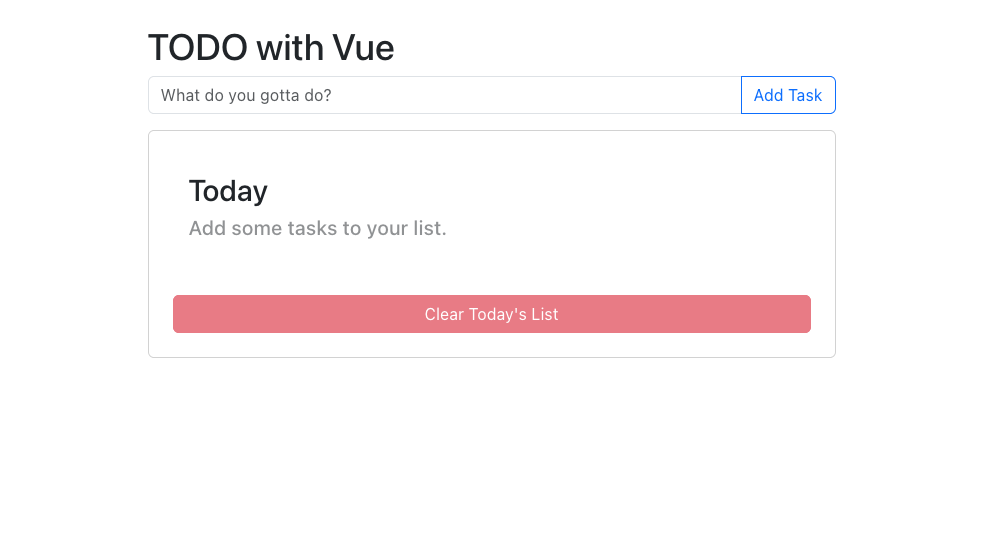 TODO with Vue
What do you gotta do?
Add Task
Today
Add some tasks to your list.
Clear Today's List